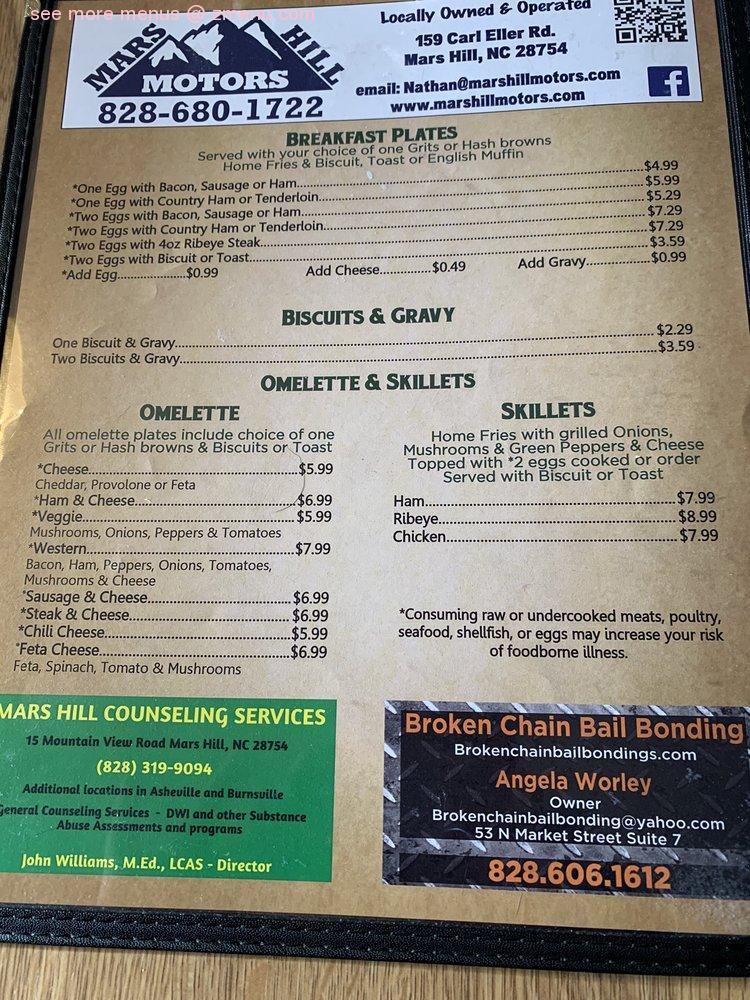 see more menus @ zmenu.com
MARS HILL
MOTORS
828-680-1722
Locally Owned & Operated
159 Carl Eller Rd.
Mars Hill, NC 28754
email: Nathan@marshillmotors.com
www.marshillmotors.com
f
BREAKFAST PLATES
Served with your choice of one Grits or Hash browns
Home Fries & Biscuit, Toast or English Muffin
*One Egg with Bacon, Sausage or Ham $4.99
*One Egg with Country Ham or Tenderloin $5.99
*Two Eggs with Bacon, Sausage or Ham $5.29
*Two Eggs with Country Ham or Tenderloin $7.29
*Two Eggs with 4oz Ribeye Steak $7.29
*Two Eggs with Biscuit or Toast $3.59
*Add Egg $0.99 Add Cheese $0.49 Add Gravy $0.99
BISCUITS & GRAVY
One Biscuit & Gravy $2.29
Two Biscuits & Gravy $3.59
OMELETTE & SKILLETS
OMELETTE
All omelette plates include choice of one
Grits or Hash browns & Biscuits or Toast
*Cheese $5.99
Cheddar, Provolone or Feta
*Ham & Cheese $6.99
*Veggie $5.99
Mushrooms, Onions, Peppers & Tomatoes
*Western $7.99
Bacon, Ham, Peppers, Onions, Tomatoes,
Mushrooms & Cheese
*Sausage & Cheese $6.99
*Steak & Cheese $6.99
*Chili Cheese $5.99
*Feta Cheese $6.99
Feta, Spinach, Tomato & Mushrooms
SKILLETS
Home Fries with grilled Onions,
Mushrooms & Green Peppers & Cheese
Topped with *2 eggs cooked or order
Served with Biscuit or Toast
Ham $7.99
Ribeye $8.99
Chicken $7.99
*Consuming raw or undercooked meats, poultry,
seafood, shellfish, or eggs may increase your risk
of foodborne illness.
MARS HILL COUNSELING SERVICES
15 Mountain View Road Mars Hill, NC 28754
(828) 319-9094
Additional locations in Asheville and Burnsville
General Counseling Services - DWI and other Substance
Abuse Assessments and programs
John Williams, M.Ed., LCAS - Director
Broken Chain Bail Bonding
Brokenchainbailbondings.com
Angela Worley
Owner
Brokenchainbailbonding@yahoo.com
53 N Market Street Suite 7
828.606.1612